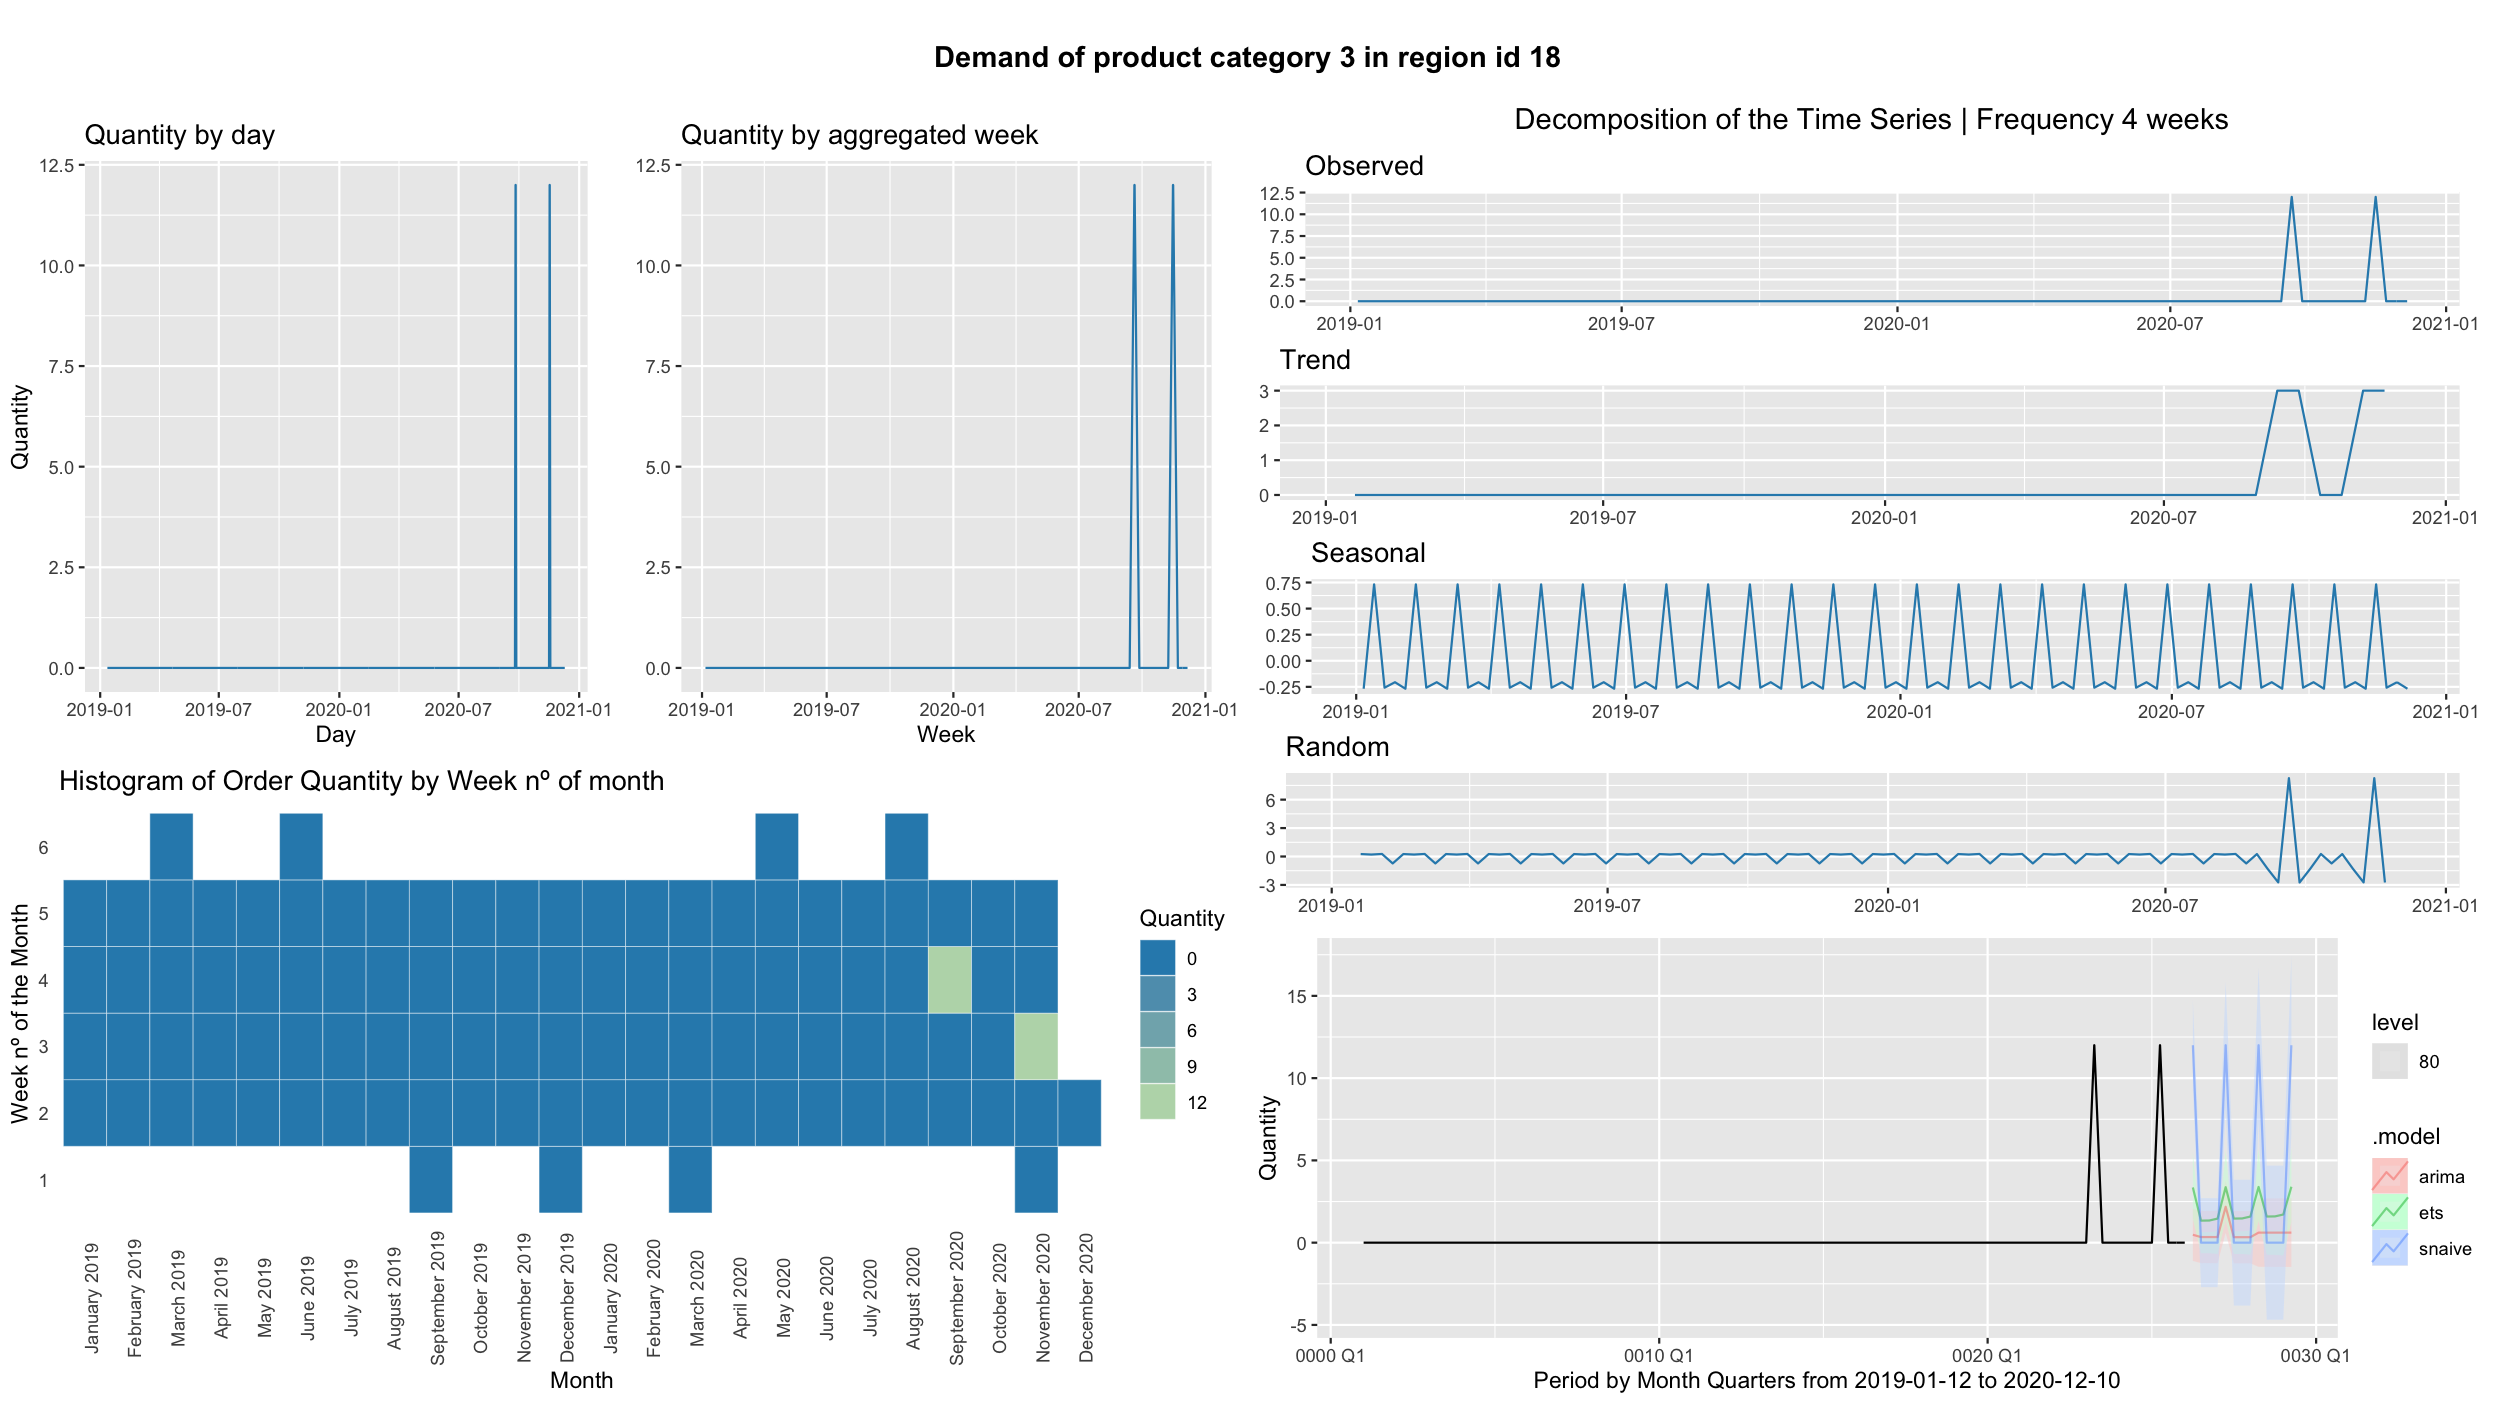 Demand of product category 3 in region id 18
Quantity by day
12.5
10.0
7.5
5.0
2.5
0.0
Quantity
2019-01 2019-07 2020-01 2020-07 2021-01
Day
Quantity by aggregated week
12.5
10.0
7.5
5.0
2.5
0.0
2019-01 2019-07 2020-01 2020-07 2021-01
Week
Decomposition of the Time Series | Frequency 4 weeks
Observed
12.5
10.0
7.5
5.0
2.5
0.0
2019-01 2019-07 2020-01 2020-07 2021-01
Trend
3
2
1
0
2019-01 2019-07 2020-01 2020-07 2021-01
Seasonal
0.75
0.50
0.25
0.00
-0.25
2019-01 2019-07 2020-01 2020-07 2021-01
Random
6
3
0
-3
2019-01 2019-07 2020-01 2020-07 2021-01
Histogram of Order Quantity by Week nº of month
6
5
4
3
2
1
Week nº of the Month
January 2019
February 2019
March 2019
April 2019
May 2019
June 2019
July 2019
August 2019
September 2019
October 2019
November 2019
December 2019
January 2020
February 2020
March 2020
April 2020
May 2020
June 2020
July 2020
August 2020
September 2020
October 2020
November 2020
December 2020
Month
Quantity
0
3
6
9
12
15
10
5
0
-5
Quantity
0000 Q1 0010 Q1 0020 Q1 0030 Q1
Period by Month Quarters from 2019-01-12 to 2020-12-10
level
80
.model
arima
ets
snaive